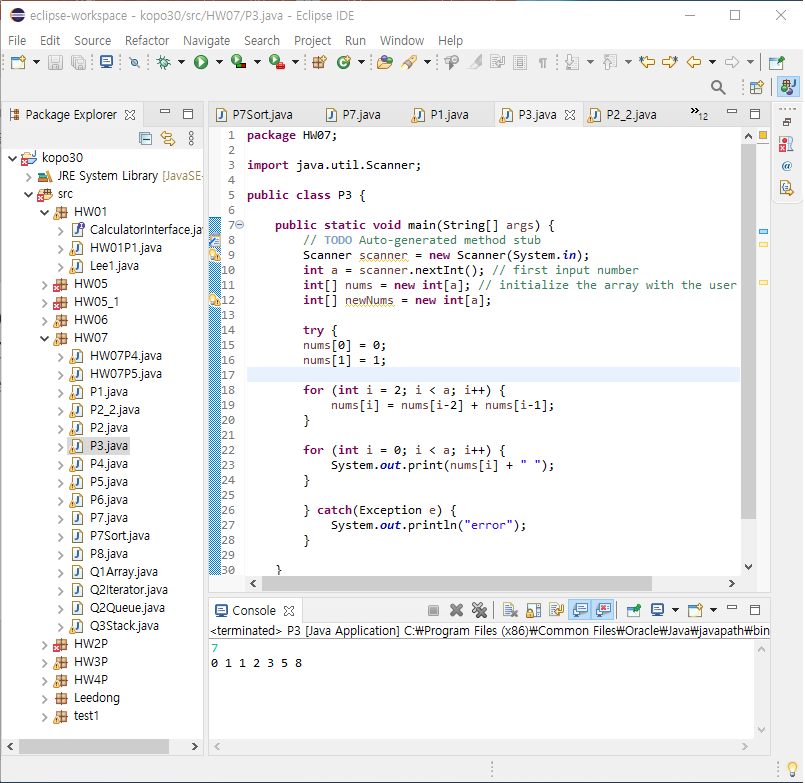 eclipse-workspace - kopo30/src/HW07/P3.java - Eclipse IDE
File Edit Source Refactor Navigate Search Project Run Window Help
Package Explorer
kopo30
JRE System Library [JavaSE-
src
HW01
CalculatorInterface.jav
HW01P1.java
Lee1.java
HW05
HW05_1
HW06
HW07
HW07P4.java
HW07P5.java
P1.java
P2_2.java
P2.java
P3.java
P4.java
P5.java
P6.java
P7.java
P7Sort.java
P8.java
Q1Array.java
Q2Iterator.java
Q2Queue.java
Q3Stack.java
HW2P
HW3P
HW4P
Leedong
test1
P7Sort.java P7.java P1.java P3.java P2_2.java »12
1 package HW07;
2
3 import java.util.Scanner;
4
5 public class P3 {
6
7 public static void main(String[] args) {
8 // TODO Auto-generated method stub
9 Scanner scanner = new Scanner(System.in);
10 int a = scanner.nextInt(); // first input number
11 int[] nums = new int[a]; // initialize the array with the user
12 int[] newNums = new int[a];
13
14 try {
15 nums[0] = 0;
16 nums[1] = 1;
17
18 for (int i = 2; i < a; i++) {
19 nums[i] = nums[i-2] + nums[i-1];
20 }
21
22 for (int i = 0; i < a; i++) {
23 System.out.print(nums[i] + " ");
24 }
25
26 } catch(Exception e) {
27 System.out.println("error");
28 }
29
30 }
Console
<terminated> P3 [Java Application] C:₩Program Files (x86)₩Common Files₩Oracle₩Java₩javapath₩bin
7
0 1 1 2 3 5 8